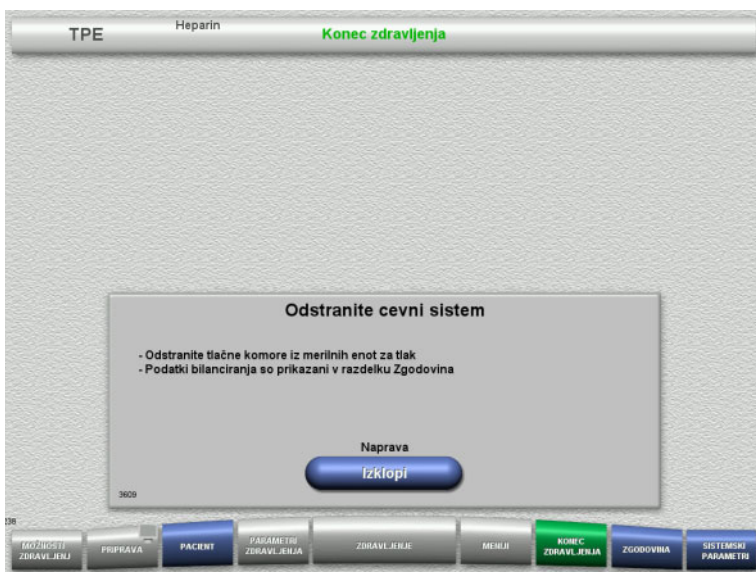 TPE
Heparin
Konec zdravljenja
Odstranite cevni sistem
- Odstranite tlačne komore iz merilnih enot za tlak
- Podatki bilanciranja so prikazani v razdelku Zgodovina
Naprava
Izklopi
3609
238
MOŽNOSTI
ZDRAVLJENJ
PRIPRAVA
PACIENT
PARAMETRI
ZDRAVLJENJA
ZDRAVLJENJE
MENIJI
KONEC
ZDRAVLJENJA
ZGODOVINA
SISTEMSKI
PARAMETRI